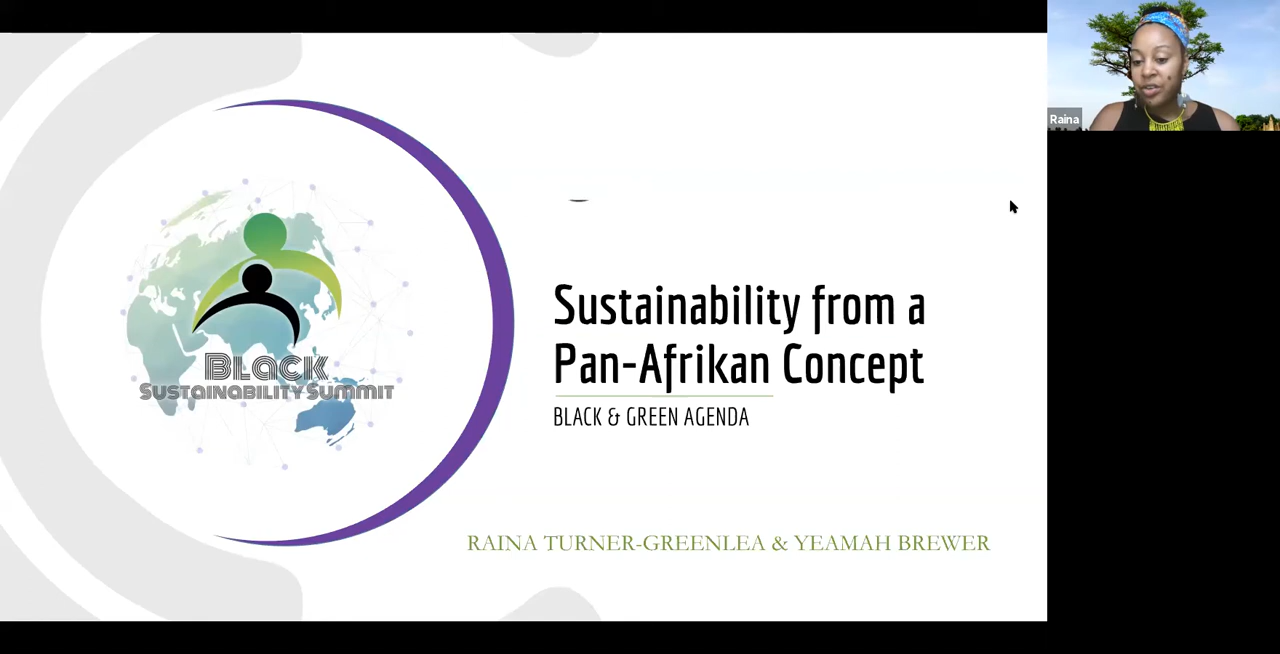 Raina
Black
Sustainability Summit
Sustainability from a
Pan-Afrikan Concept
BLACK & GREEN AGENDA
RAINA TURNER-GREENLEA & YEAMAH BREWER